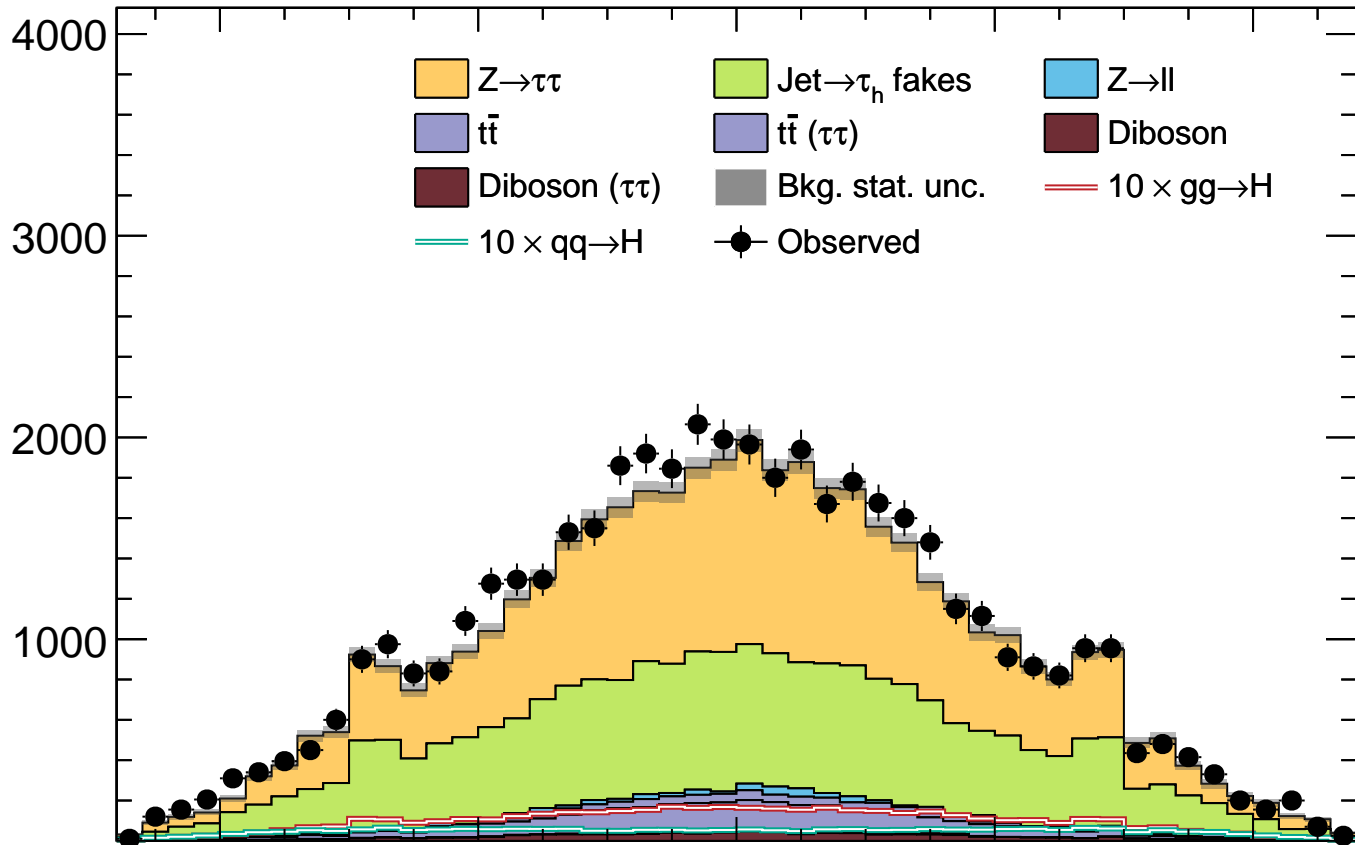 4000
Z→ττ Jet→τh fakes Z→ll
tt̄ tt̄ (ττ) Diboson
Diboson (ττ) Bkg. stat. unc. 10 × gg→H
3000
10 × qq→H Observed
2000
1000